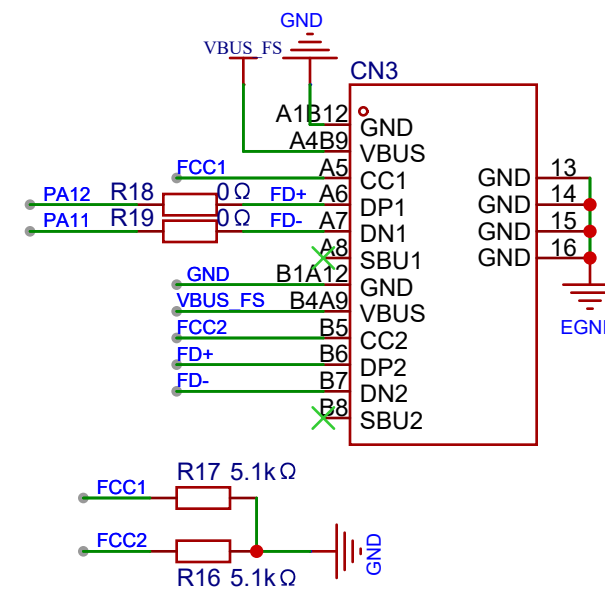 GND
VBUS_FS
CN3
A1B12
GND
A4B9
VBUS
FCC1
A5
CC1
GND
13
PA12
R18
0Ω
FD+
A6
DP1
GND
14
PA11
R19
0Ω
FD-
A7
DN1
GND
15
A8
SBU1
GND
16
GND
B1A12
GND
VBUS_FS
B4A9
VBUS
FCC2
B5
CC2
FD+
B6
DP2
FD-
B7
DN2
B8
SBU2
R17 5.1kΩ
FCC1
FCC2
GND
R16 5.1kΩ